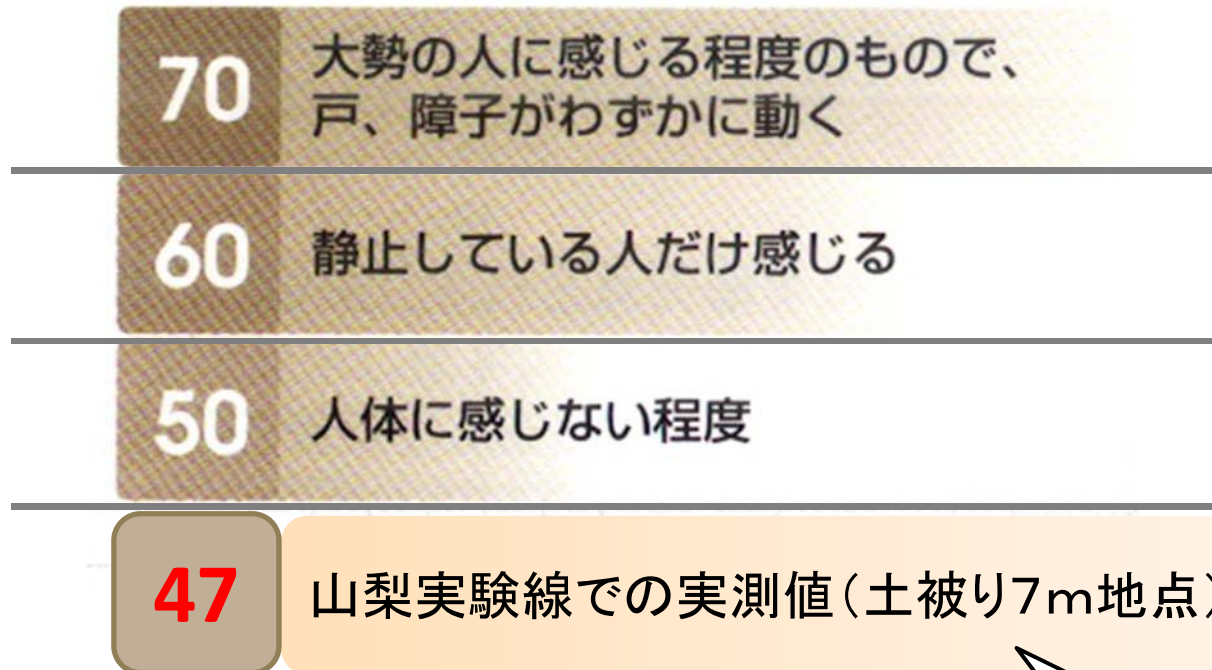 70
大勢の人に感じる程度のもので、
戸、障子がわずかに動く
60
静止している人だけ感じる
50
人体に感じない程度
47
山梨実験線での実測値（土被り7m地点）